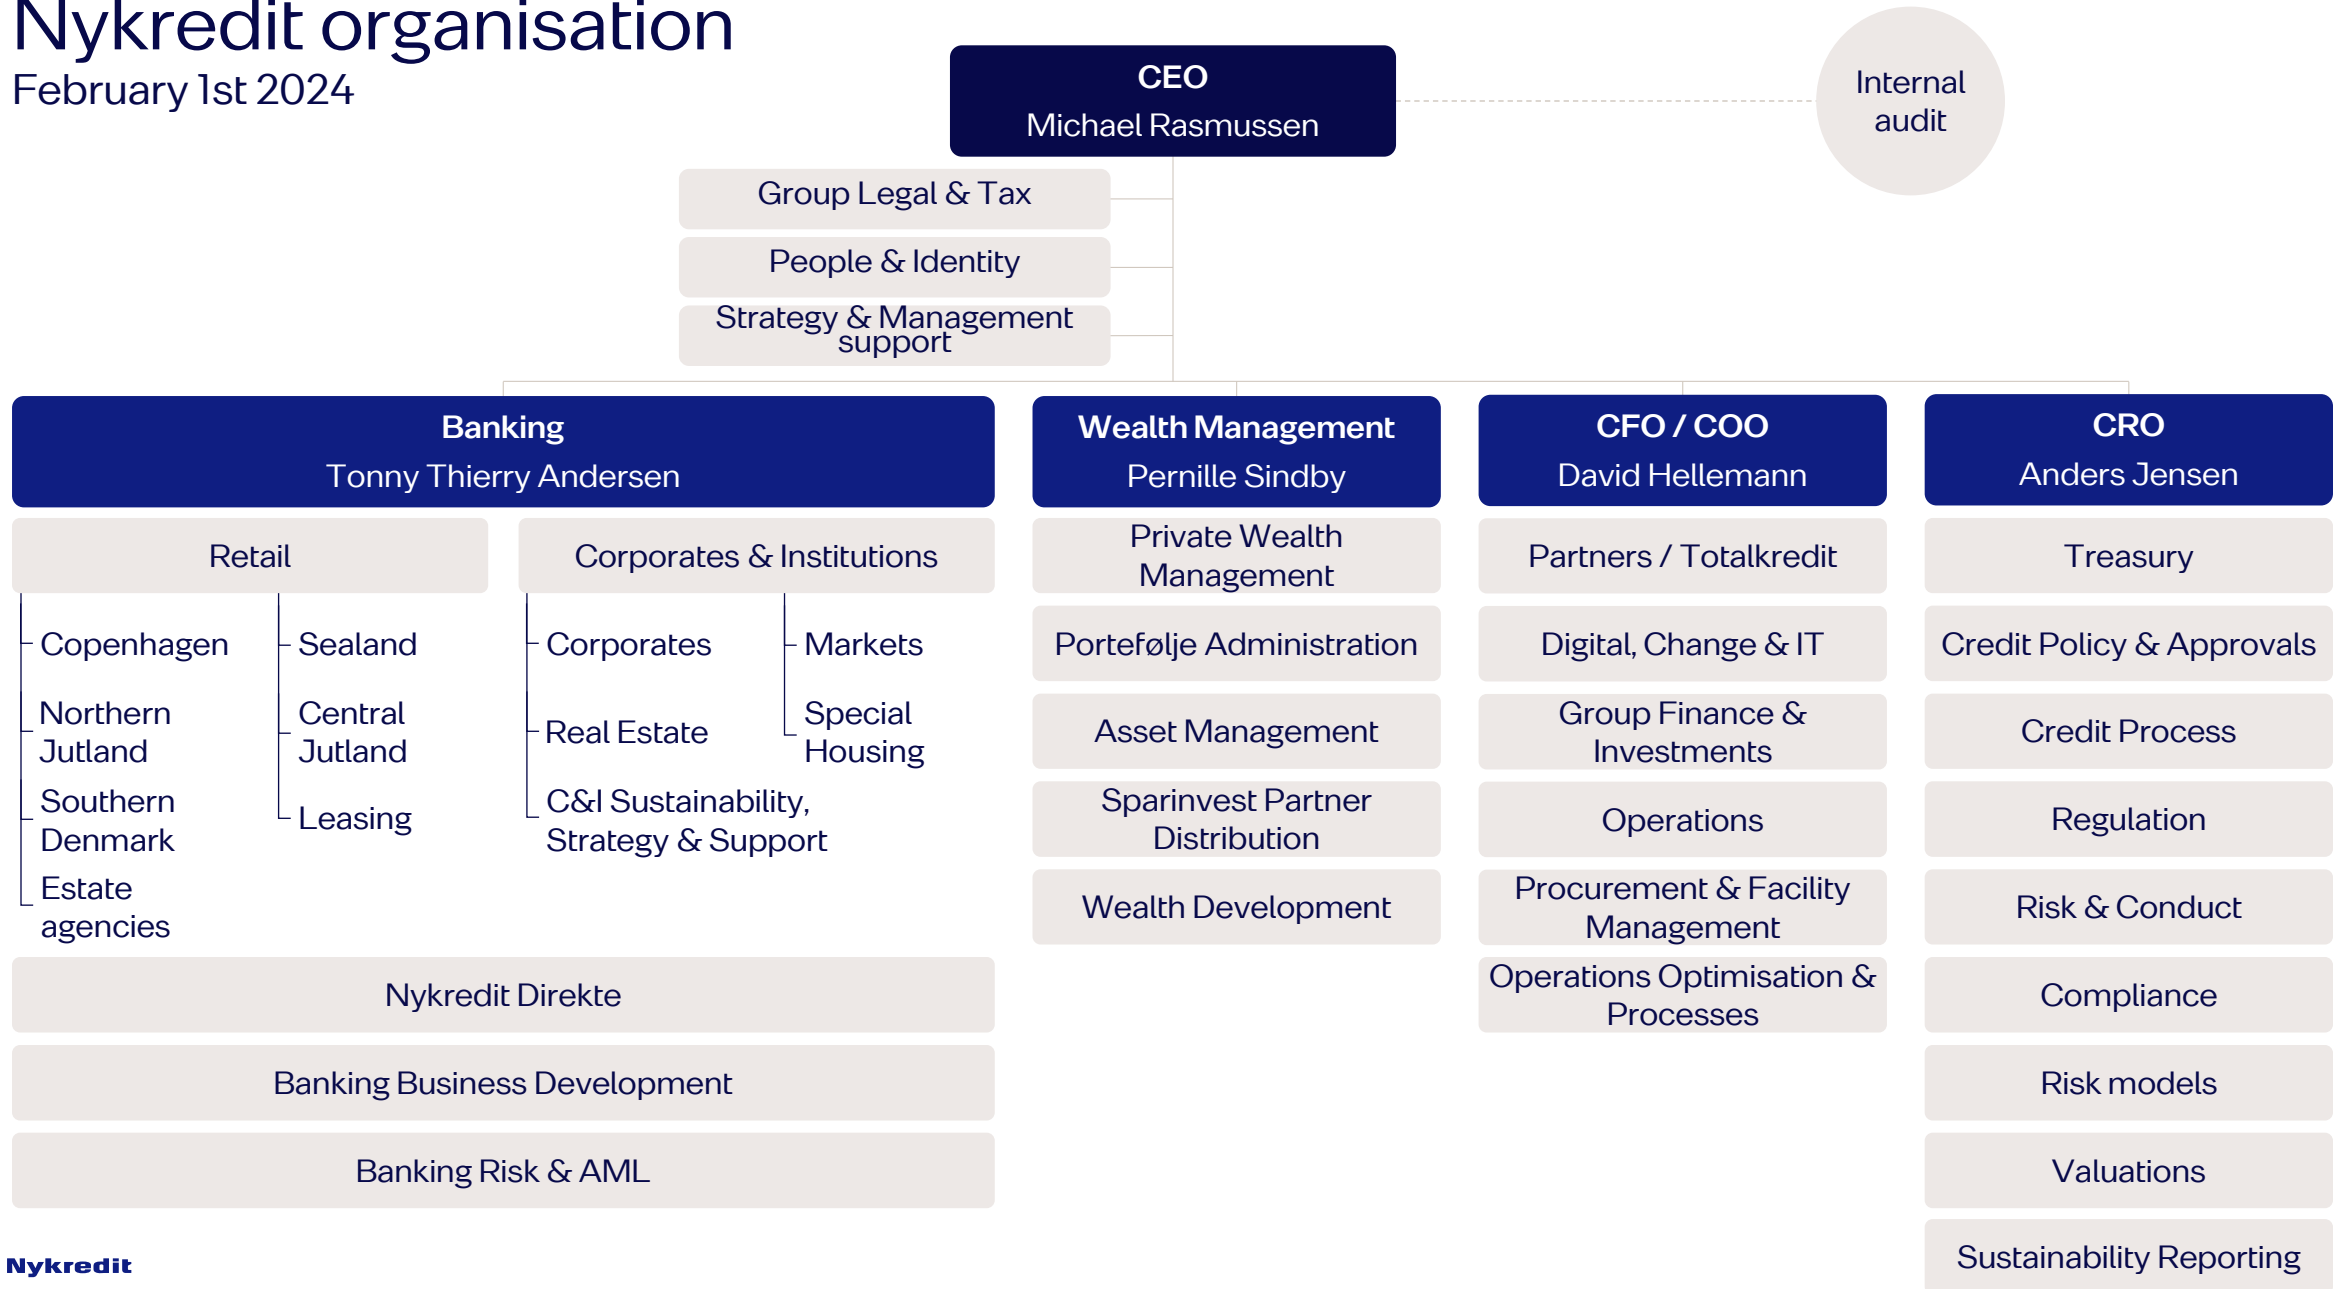 Nykredit organisation
February 1st 2024
CEO
Michael Rasmussen
Internal
audit
Group Legal & Tax
People & Identity
Strategy & Management
support
Banking
Tonny Thierry Andersen
Retail
Copenhagen
Northern
Jutland
Southern
Denmark
Estate
agencies
Sealand
Central
Jutland
Leasing
Corporates & Institutions
Corporates
Real Estate
C&I Sustainability,
Strategy & Support
Markets
Special
Housing
Nykredit Direkte
Banking Business Development
Banking Risk & AML
Wealth Management
Pernille Sindby
Private Wealth
Management
Portefølje Administration
Asset Management
Sparinvest Partner
Distribution
Wealth Development
CFO / COO
David Hellemann
Partners / Totalkredit
Digital, Change & IT
Group Finance &
Investments
Operations
Procurement & Facility
Management
Operations Optimisation &
Processes
CRO
Anders Jensen
Treasury
Credit Policy & Approvals
Credit Process
Regulation
Risk & Conduct
Compliance
Risk models
Valuations
Sustainability Reporting
Nykredit